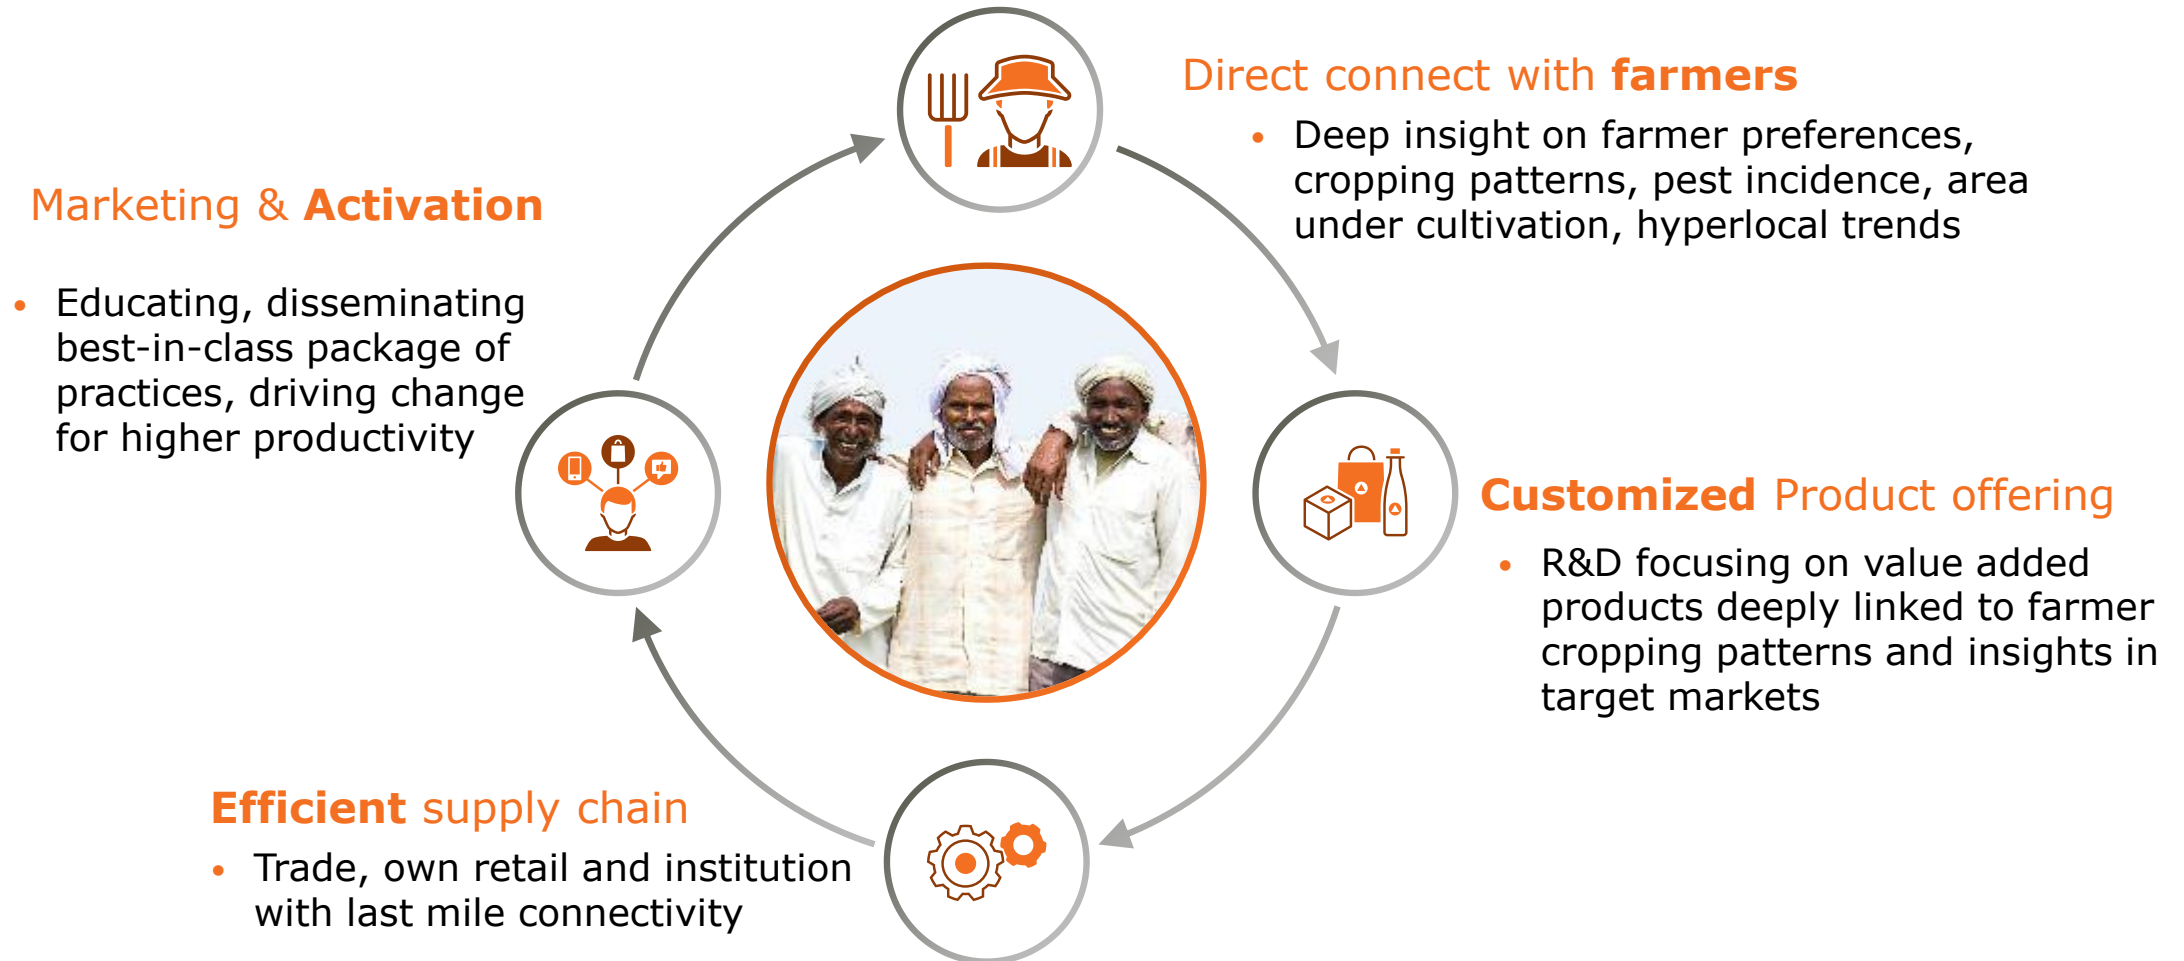 Direct connect with farmers
• Deep insight on farmer preferences,
cropping patterns, pest incidence, area
under cultivation, hyperlocal trends
Marketing & Activation
• Educating, disseminating
best-in-class package of
practices, driving change
for higher productivity
Customized Product offering
• R&D focusing on value added
products deeply linked to farmer
cropping patterns and insights in
target markets
Efficient supply chain
• Trade, own retail and institution
with last mile connectivity